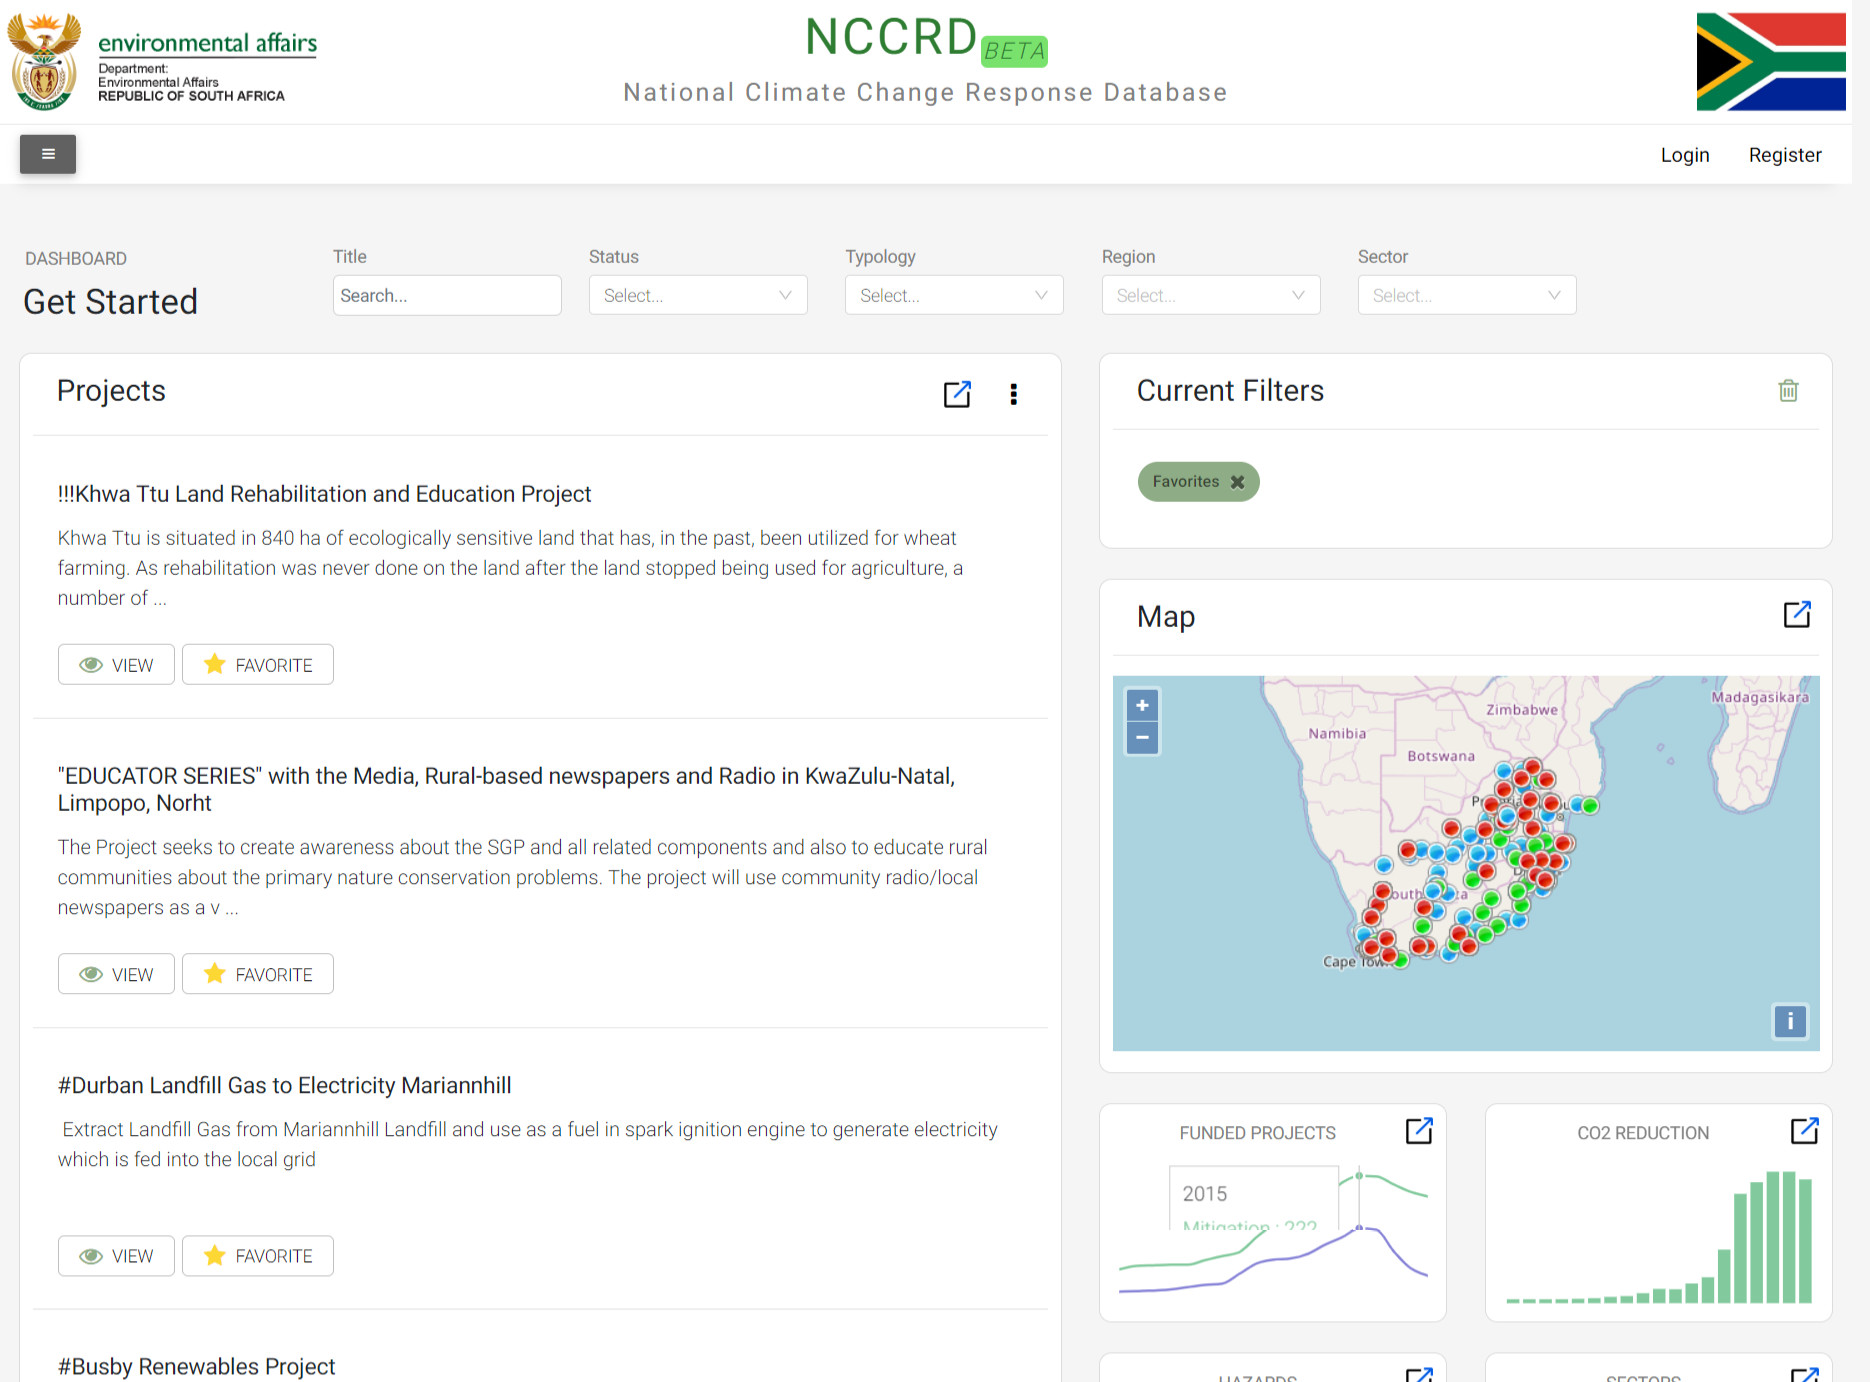 environmental affairs
Department:
Environmental Affairs
REPUBLIC OF SOUTH AFRICA
NCCRD BETA
National Climate Change Response Database
Login
Register
DASHBOARD
Get Started
Title
Search...
Status
Select...
Typology
Select...
Region
Select...
Sector
Select...
Projects
!!!Khwa Ttu Land Rehabilitation and Education Project
Khwa Ttu is situated in 840 ha of ecologically sensitive land that has, in the past, been utilized for wheat
farming. As rehabilitation was never done on the land after the land stopped being used for agriculture, a
number of ...
VIEW
FAVORITE
"EDUCATOR SERIES" with the Media, Rural-based newspapers and Radio in KwaZulu-Natal,
Limpopo, Norht
The Project seeks to create awareness about the SGP and all related components and also to educate rural
communities about the primary nature conservation problems. The project will use community radio/local
newspapers as a v ...
VIEW
FAVORITE
#Durban Landfill Gas to Electricity Mariannhill
Extract Landfill Gas from Mariannhill Landfill and use as a fuel in spark ignition engine to generate electricity
which is fed into the local grid
VIEW
FAVORITE
#Busby Renewables Project
Current Filters
Favorites
Map
+
−
Madagasikara
Zimbabwe
Namibia
Botswana
Cape
i
FUNDED PROJECTS
2015
Mitigation : 222
CO2 REDUCTION
HAZARDS
SECTORS